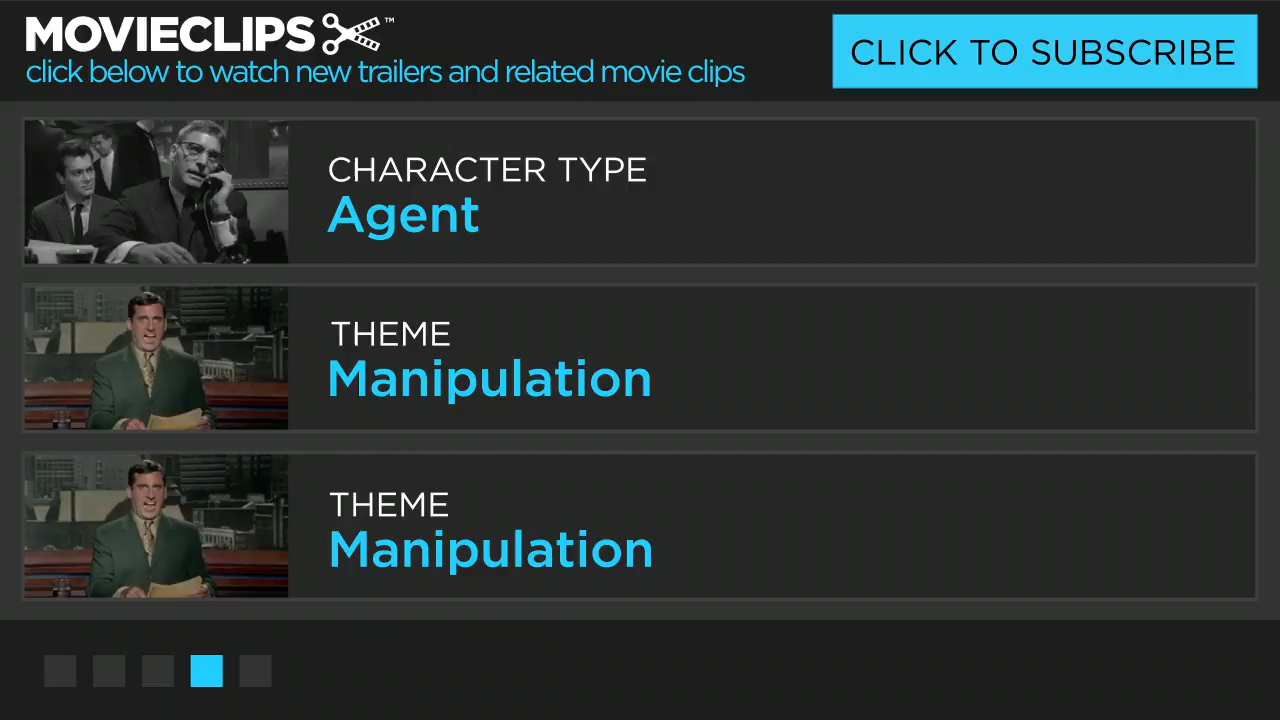 MOVIECLIPS™
click below to watch new trailers and related movie clips
CLICK TO SUBSCRIBE
CHARACTER TYPE
Agent
THEME
Manipulation
THEME
Manipulation